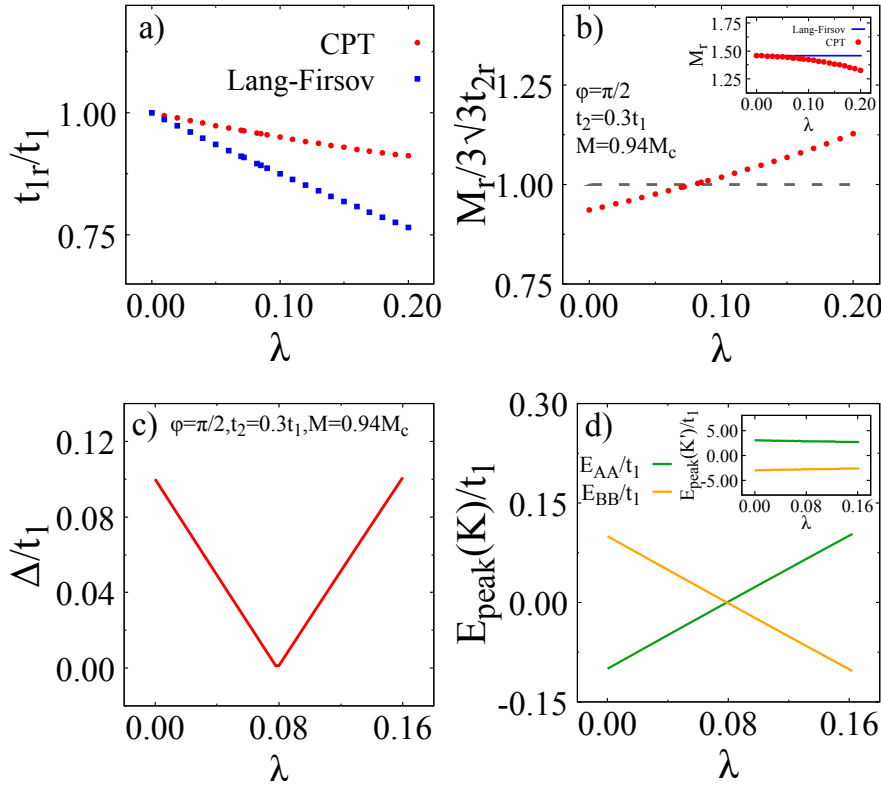 a)
CPT
Lang-Firsov
t1r/t1
1.00
0.75
0.00
0.10
0.20
λ
b)
φ=π/2
t2=0.3t1
M=0.94Mc
Mr/3√3t2r
1.25
1.00
0.75
0.00
0.10
0.20
λ
Lang-Firsov
CPT
Mr
1.75
1.50
1.25
0.00
0.10
0.20
λ
c)
φ=π/2,t2=0.3t1,M=0.94Mc
Δ/t1
0.12
0.08
0.04
0.00
0.00
0.08
0.16
λ
d)
EAA/t1
EBB/t1
Epeak(K)/t1
0.30
0.15
0.00
-0.15
0.00
0.08
0.16
λ
Epeak(K')/t1
5.00
0.00
-5.00
0.00
0.08
0.16
λ